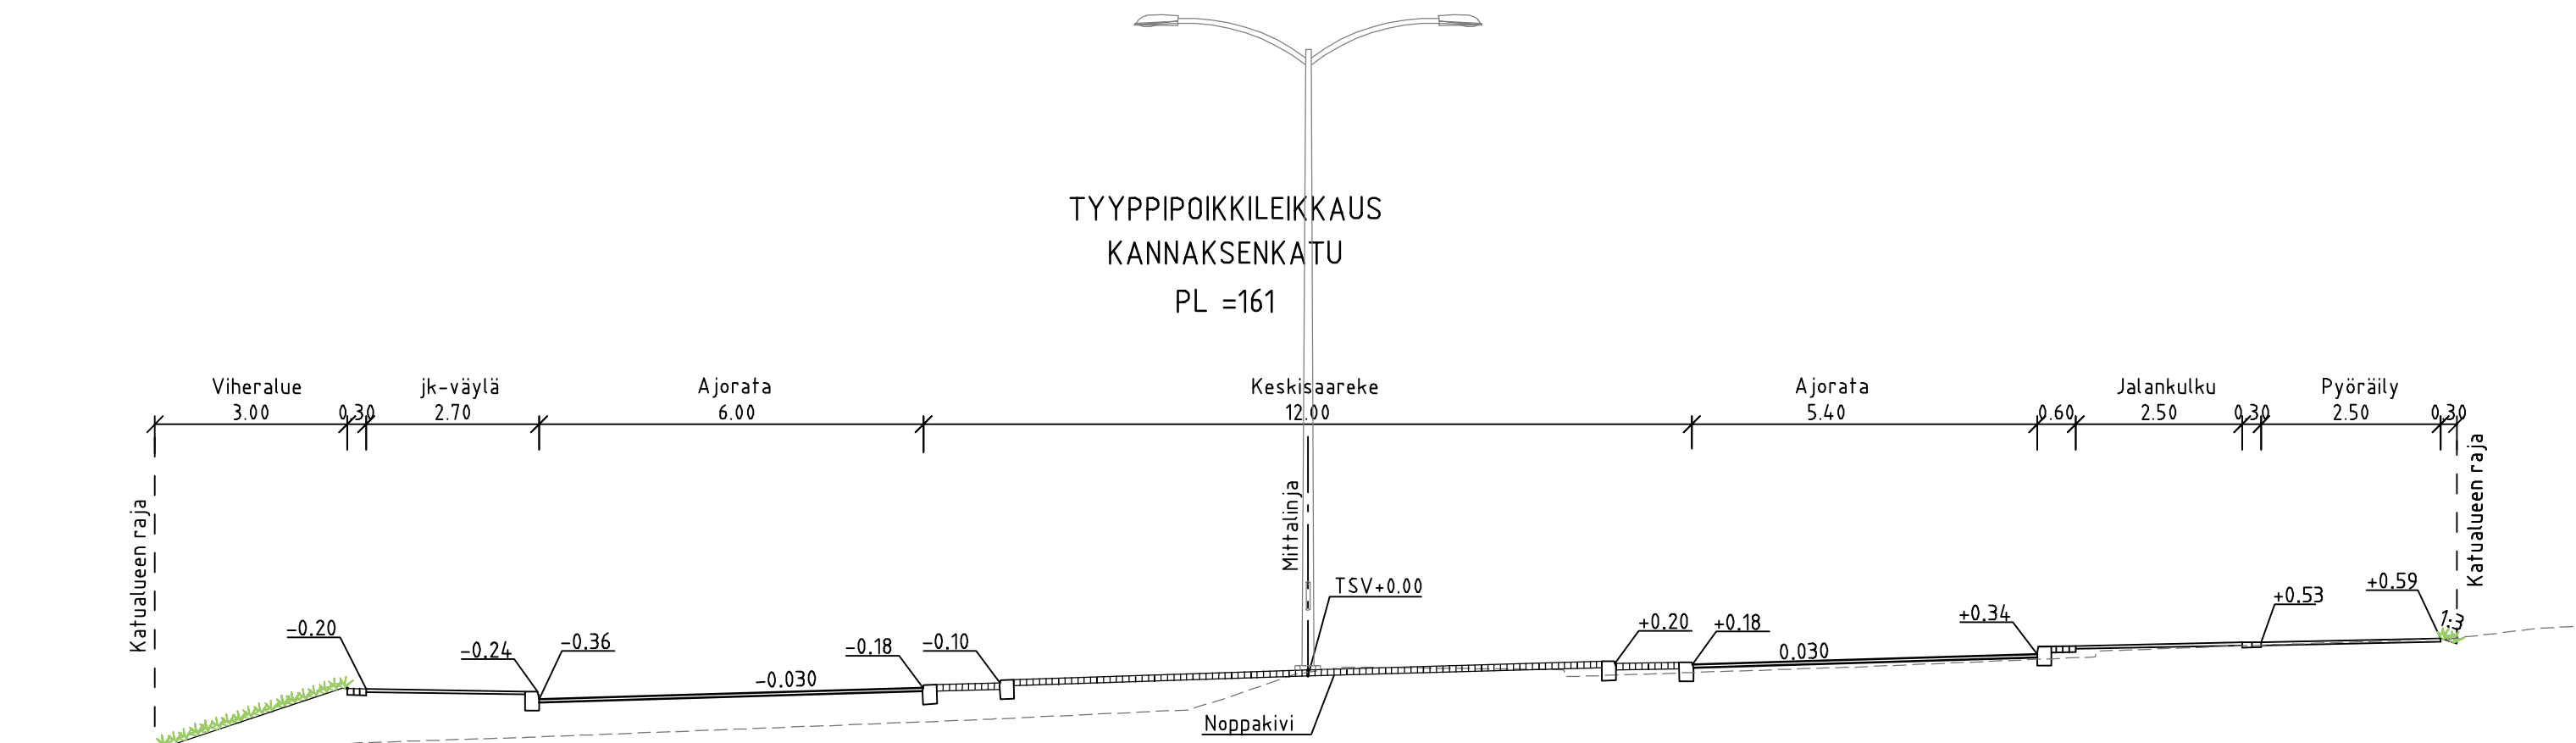 TYYPPIPOIKKILEIKKAUS
KANNAKSENKATU
PL =161
Viheralue jk-väylä Ajorata Keskisaareke Ajorata Jalankulku Pyöräily
3.00 0.30 2.70 6.00 12.00 5.40 0.60 2.50 0.30 2.50 0.30
Katualueen raja
Mittalinja
Katualueen raja
TSV+0.00
-0.20
-0.24
-0.36
-0.030
-0.18
-0.10
+0.20
+0.18
0.030
+0.34
+0.53
+0.59
1:3
Noppakivi